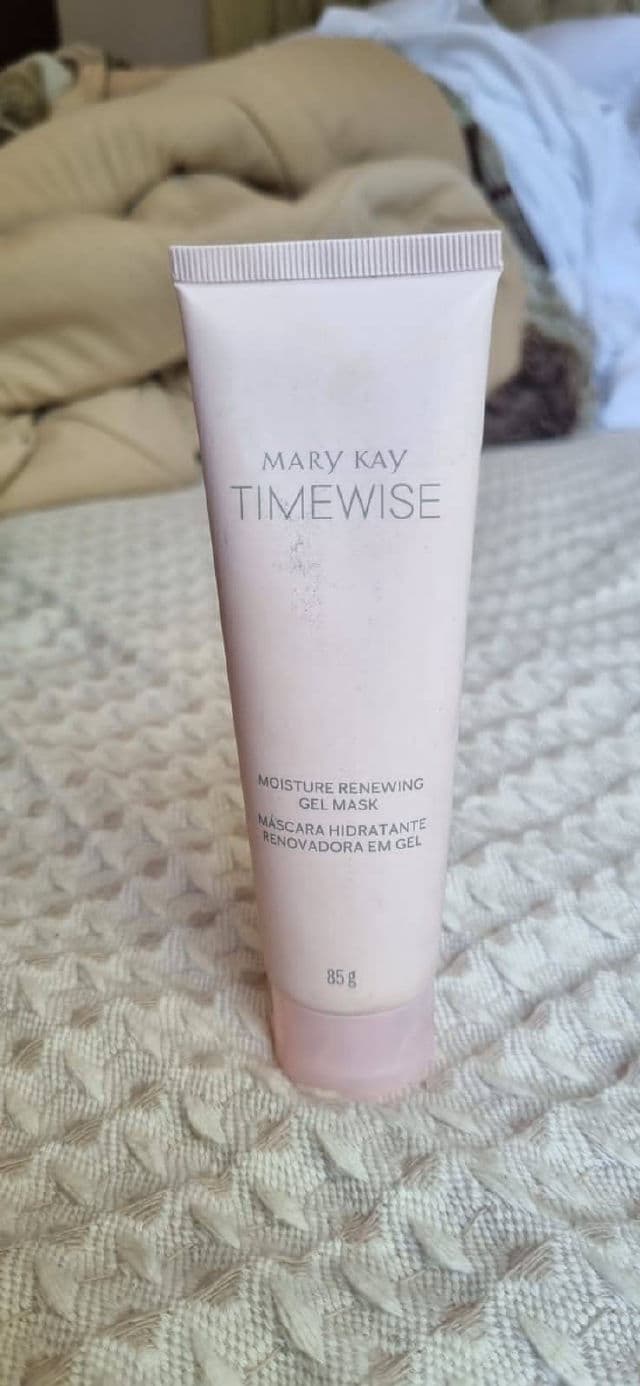 MARY KAY
TIMEWISE
MOISTURE RENEWING
GEL MASK
MÁSCARA HIDRATANTE
RENOVADORA EM GEL
85 g